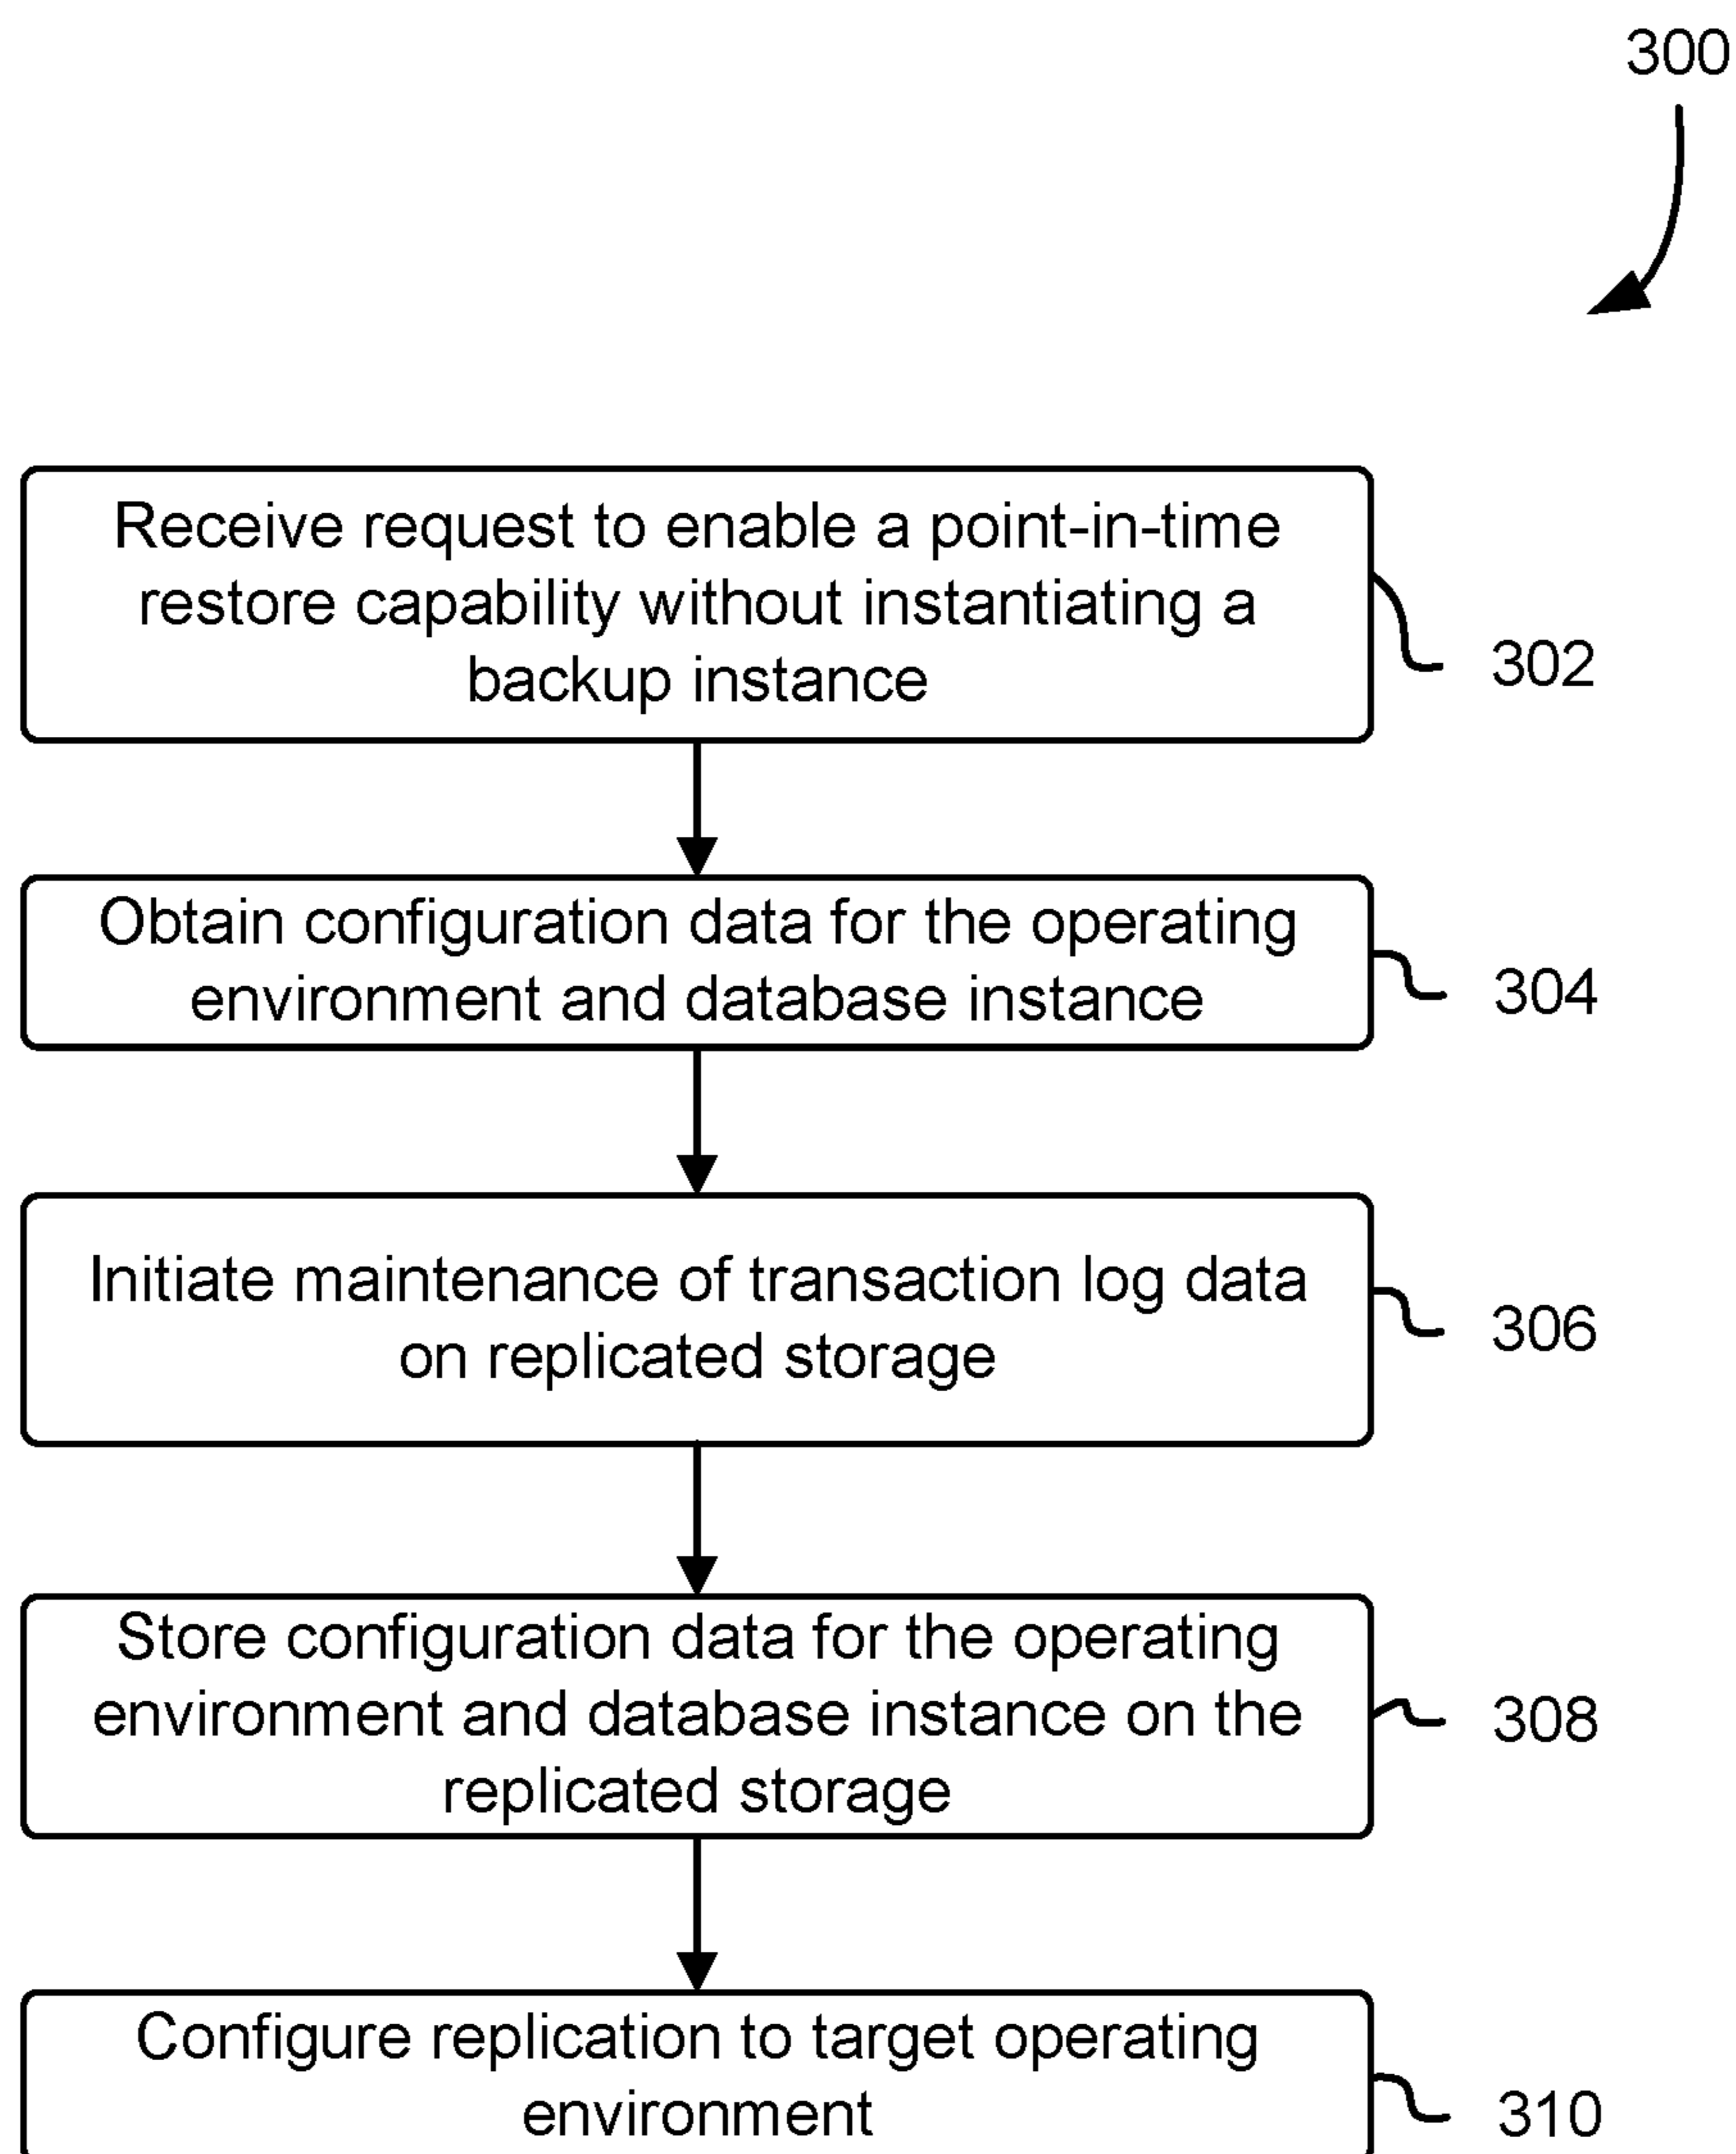 300
Receive request to enable a point-in-time
restore capability without instantiating a
backup instance
302
Obtain configuration data for the operating
environment and database instance
304
Initiate maintenance of transaction log data
on replicated storage
306
Store configuration data for the operating
environment and database instance on the
replicated storage
308
Configure replication to target operating
environment
310